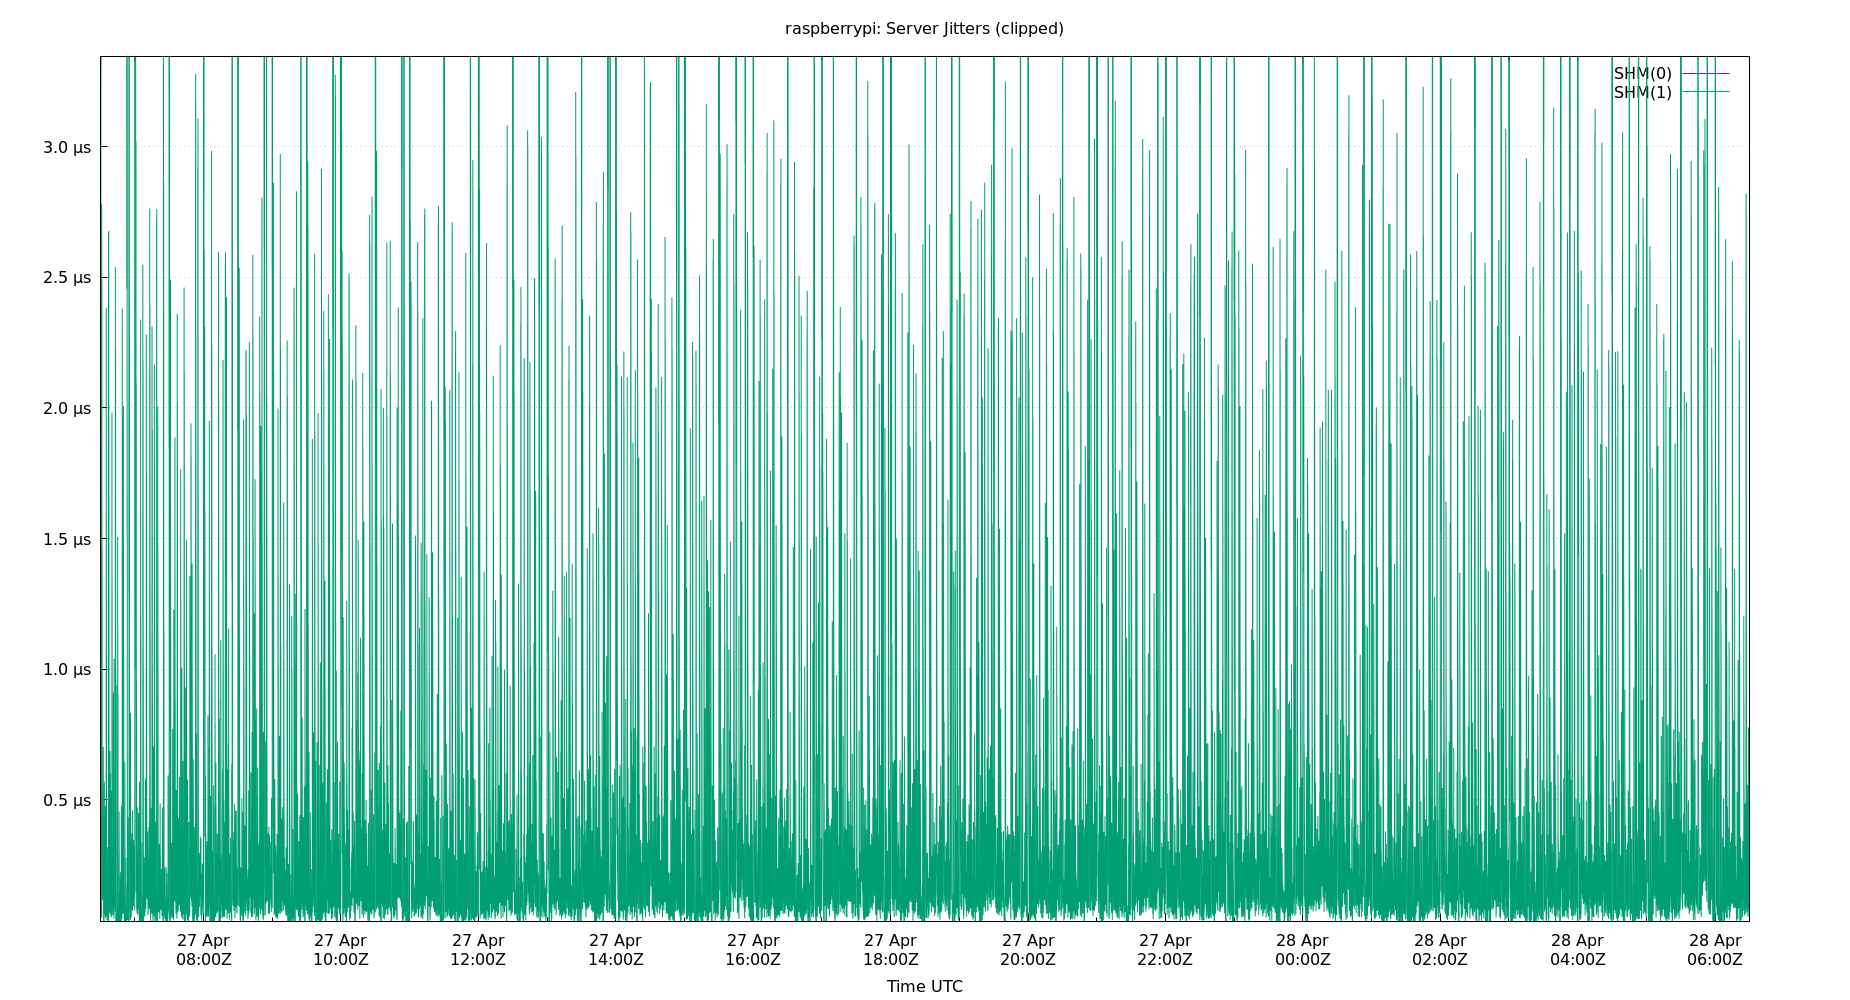 raspberrypi: Server Jitters (clipped)
SHM(0)
SHM(1)
3.0 µs
2.5 µs
2.0 µs
1.5 µs
1.0 µs
0.5 µs
27 Apr 27 Apr 27 Apr 27 Apr 27 Apr 27 Apr 27 Apr 27 Apr 28 Apr 28 Apr 28 Apr 28 Apr
08:00Z 10:00Z 12:00Z 14:00Z 16:00Z 18:00Z 20:00Z 22:00Z 00:00Z 02:00Z 04:00Z 06:00Z
Time UTC